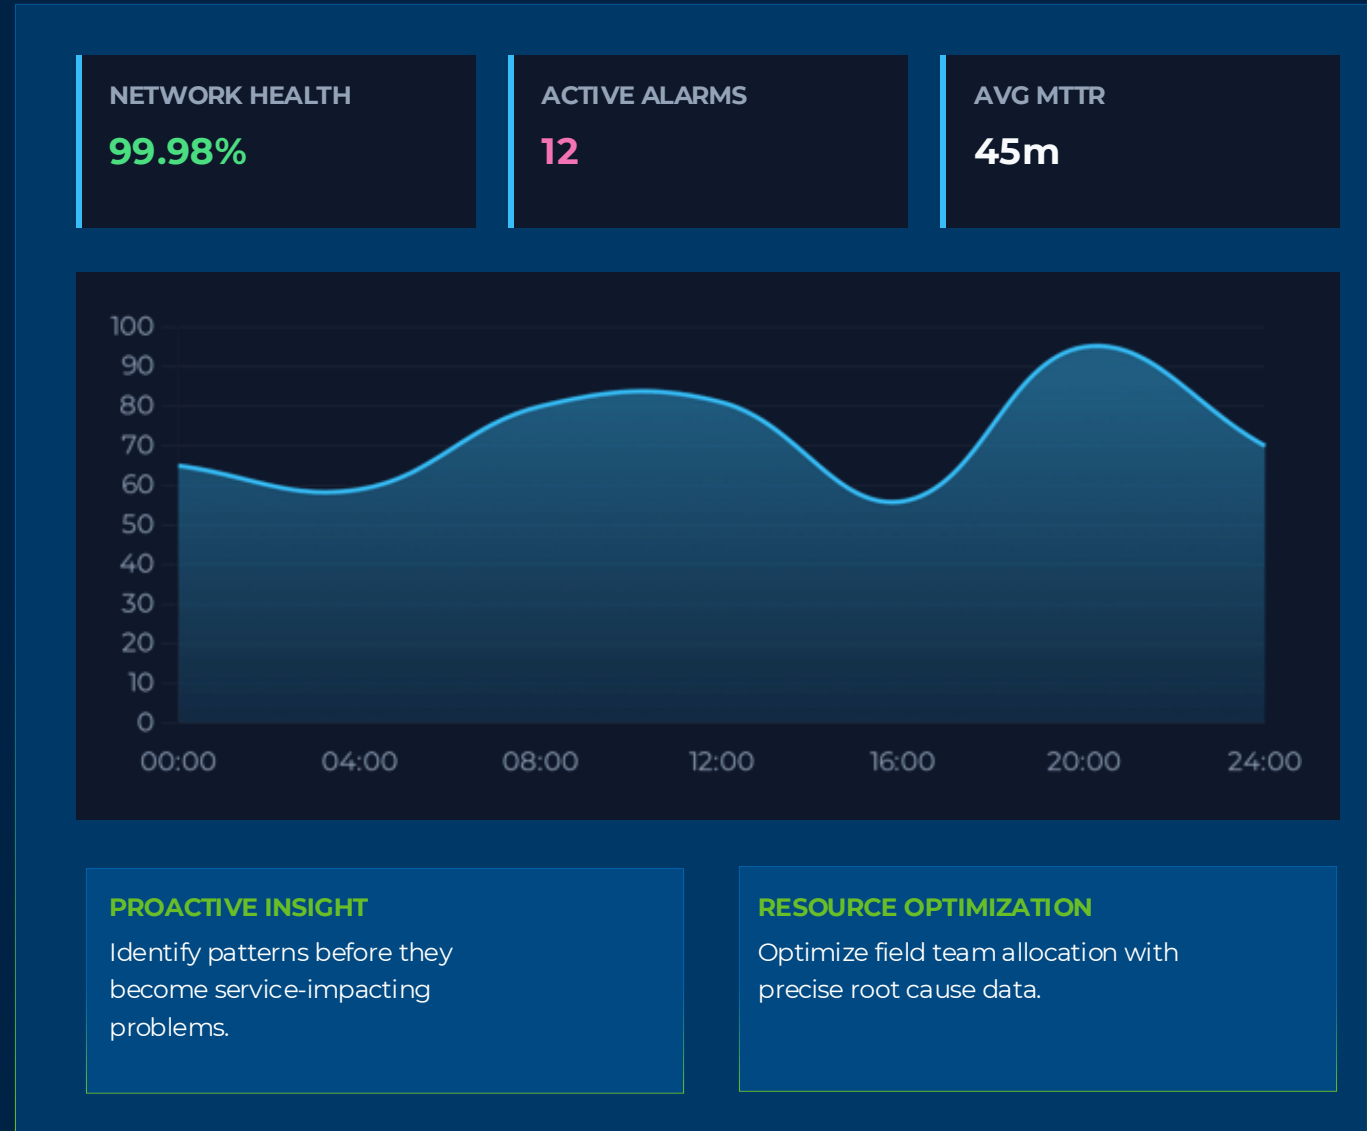 NETWORK HEALTH
99.98%
ACTIVE ALARMS
12
AVG MTTR
45m
100
90
80
70
60
50
40
30
20
10
0
00:00 04:00 08:00 12:00 16:00 20:00 24:00
PROACTIVE INSIGHT
Identify patterns before they
become service-impacting
problems.
RESOURCE OPTIMIZATION
Optimize field team allocation with
precise root cause data.